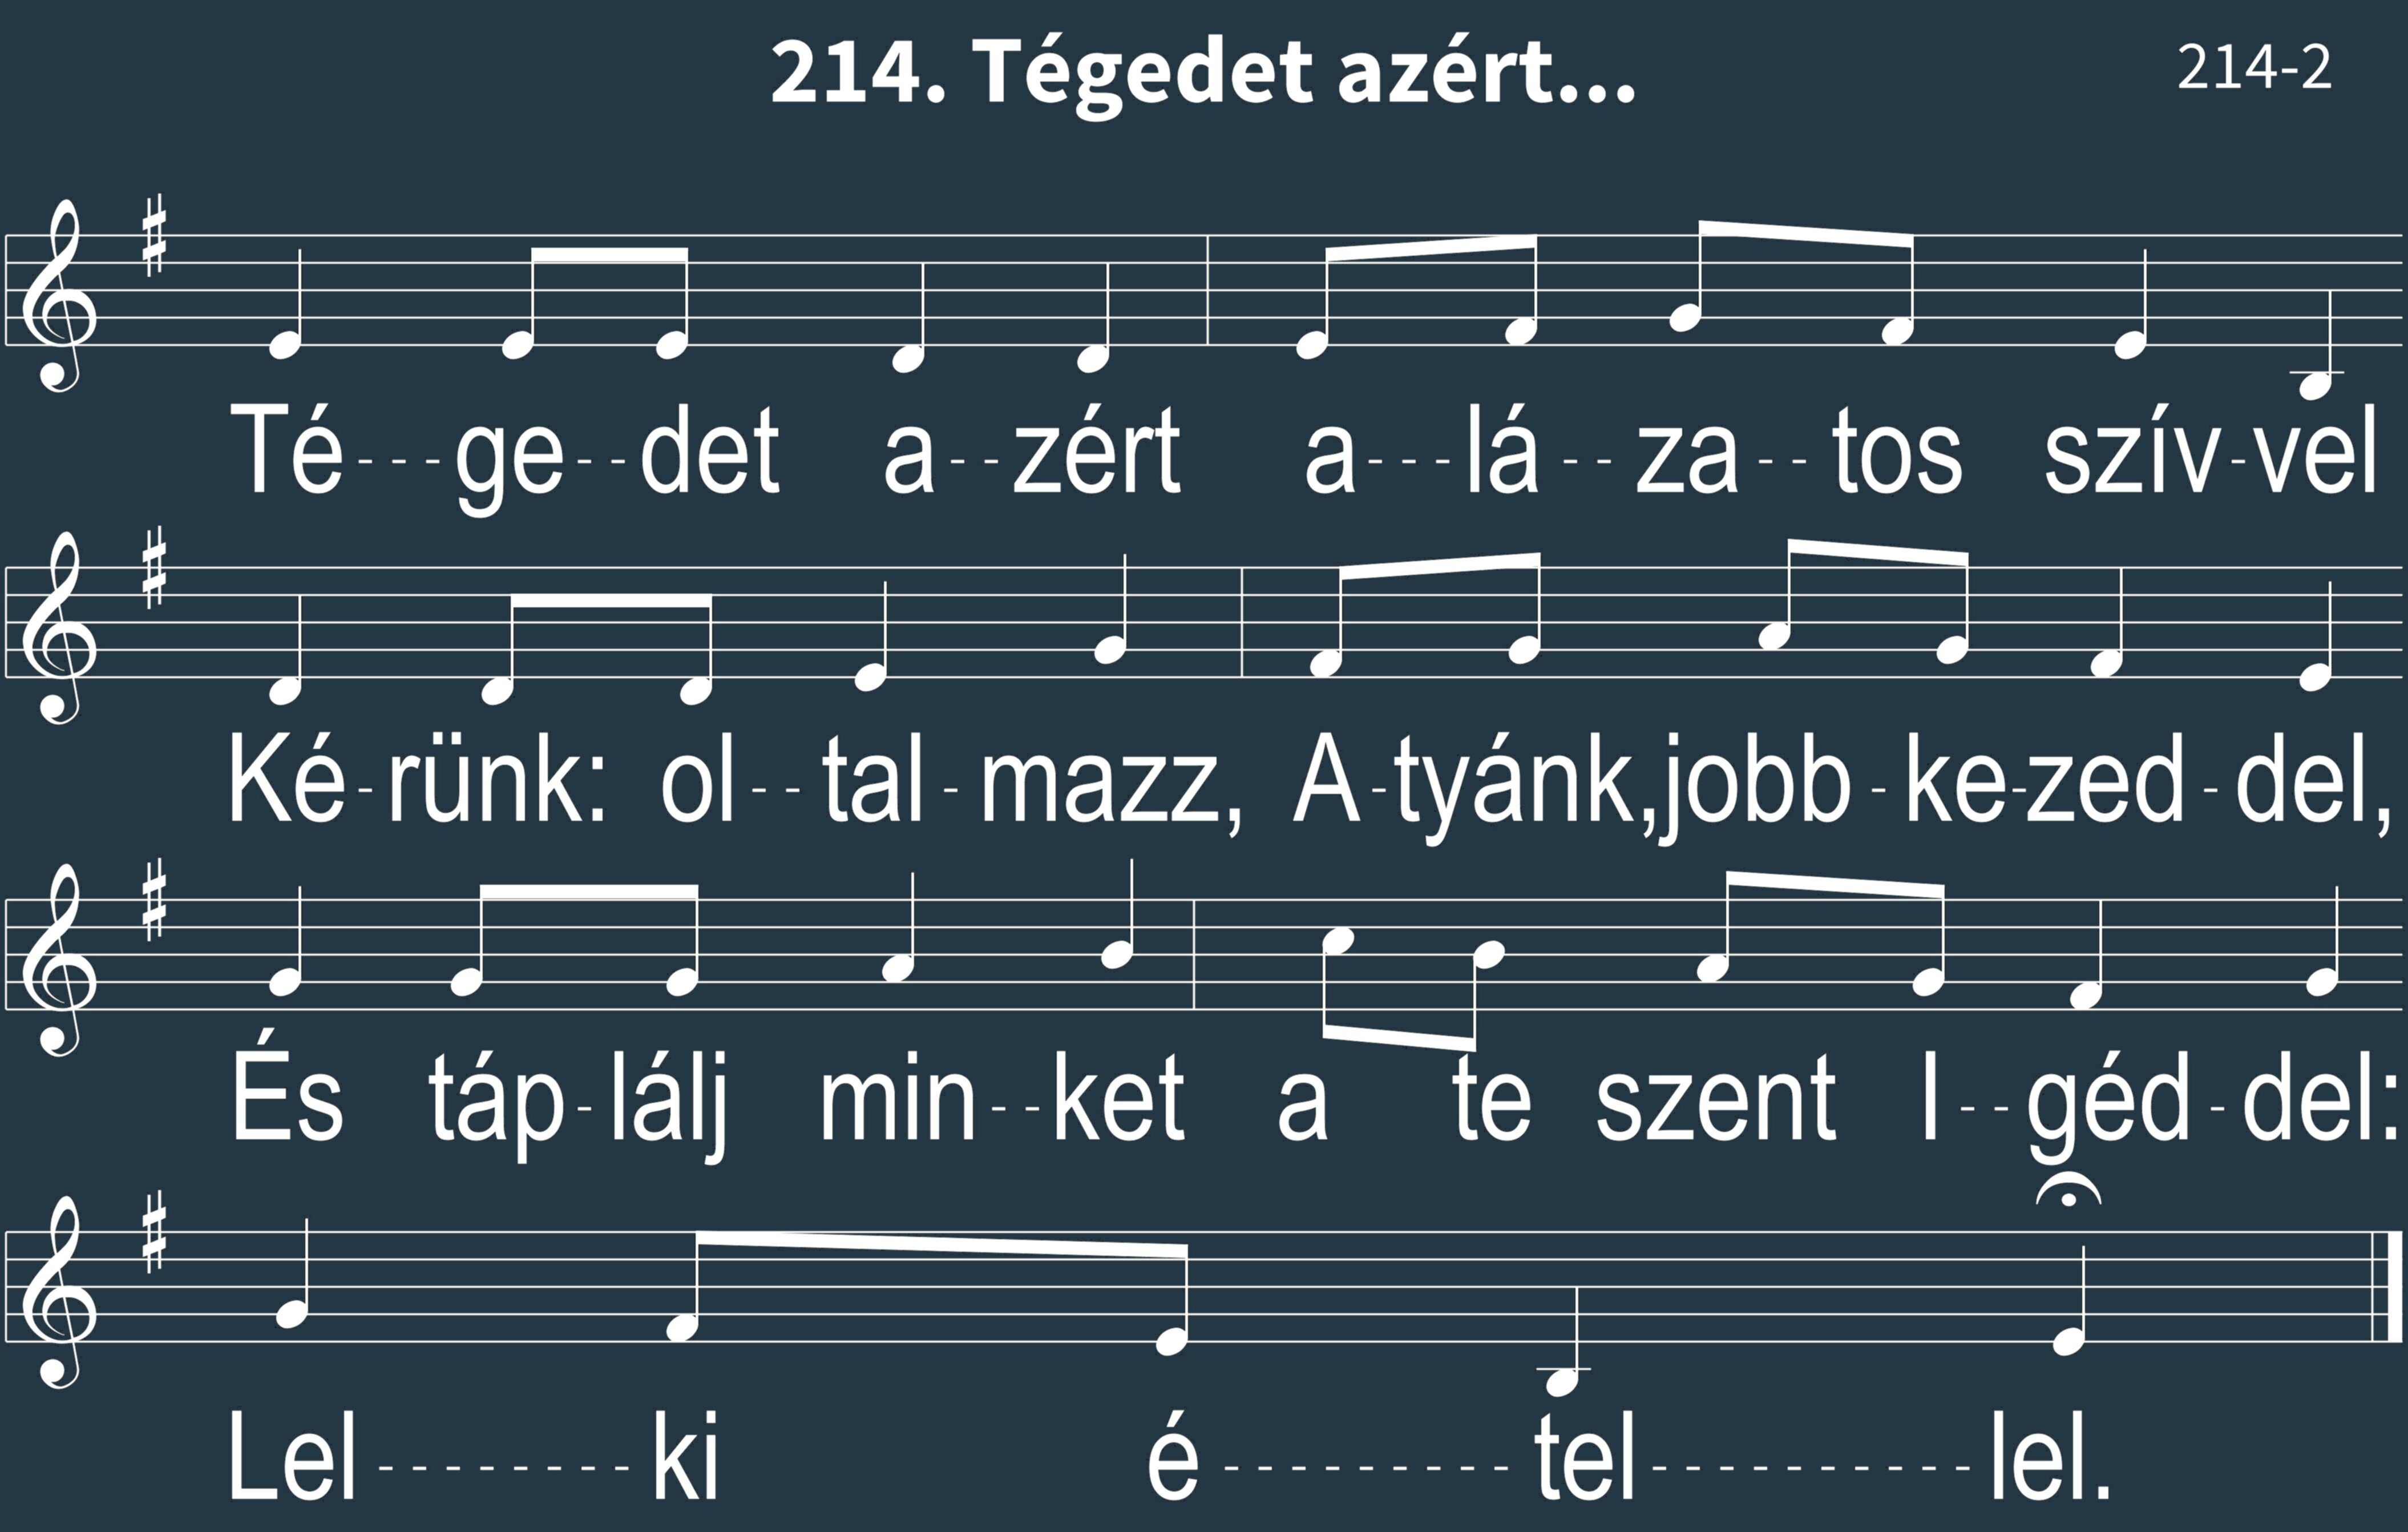 214. Tégedet azért...
214-2
Té---ge--det a--zért a---lá--za--tos szív-vel
Ké-rünk: ol--tal-mazz, A-tyánk,jobb-ke-zed-del,
És táp-lálj min--ket a te szent I--géd-del:
Lel--------ki é---------tel----------lel.